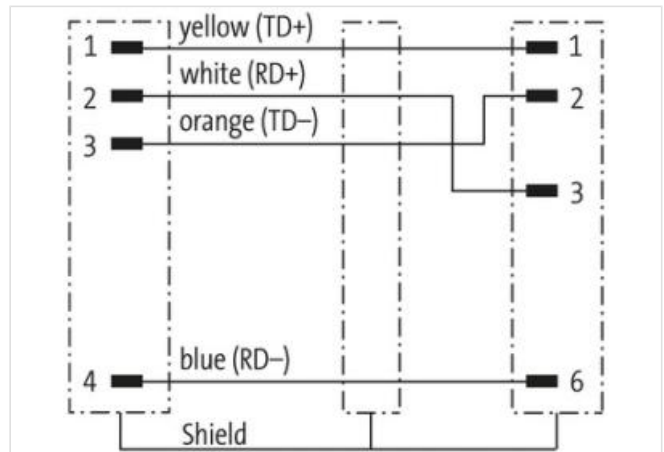 1 yellow (TD+) 1
2 white (RD+) 2
3 orange (TD–)
3
4 blue (RD–) 6
Shield